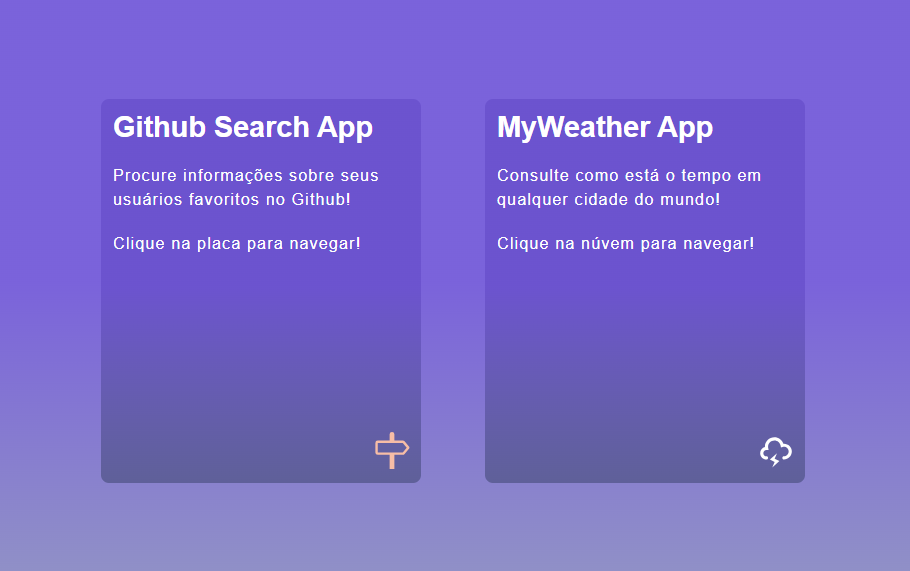 Github Search App
Procure informações sobre seus
usuários favoritos no Github!
Clique na placa para navegar!
MyWeather App
Consulte como está o tempo em
qualquer cidade do mundo!
Clique na núvem para navegar!